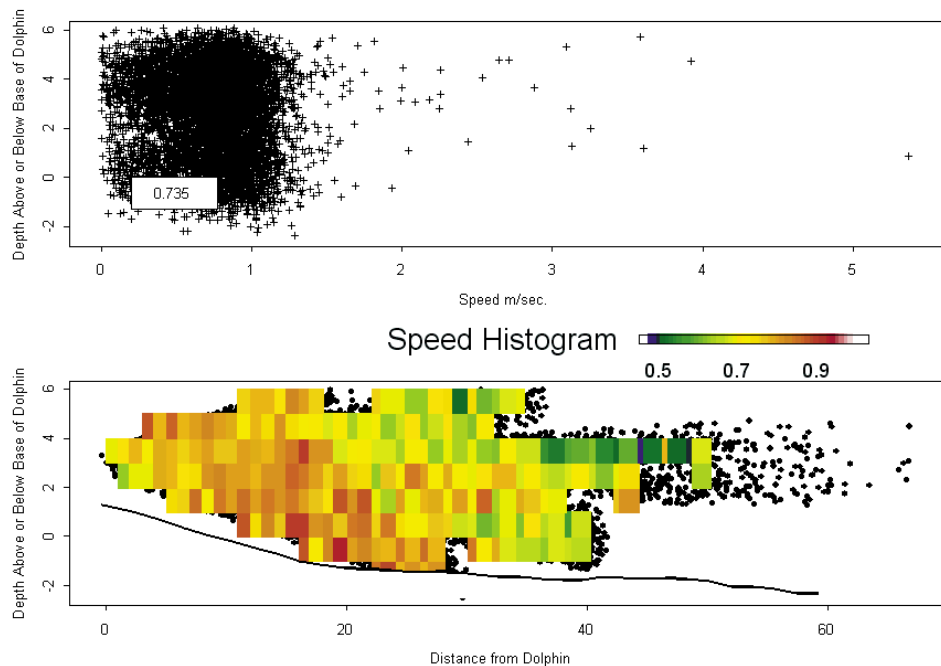 Depth Above or Below Base of Dolphin
6
4
2
0
-2
0.735
0 1 2 3 4 5
Speed m/sec.
Speed Histogram
0.5 0.7 0.9
Depth Above or Below Base of Dolphin
6
4
2
0
-2
0 20 40 60
Distance from Dolphin